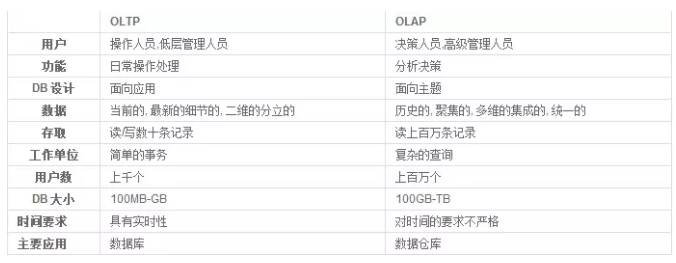 OLTP OLAP
用户 操作人员,低层管理人员 决策人员,高级管理人员
功能 日常操作处理 分析决策
DB 设计 面向应用 面向主题
数据 当前的, 最新的细节的, 二维的分立的 历史的, 聚集的, 多维的集成的, 统一的
存取 读/写数十条记录 读上百万条记录
工作单位 简单的事务 复杂的查询
用户数 上千个 上百万个
DB 大小 100MB-GB 100GB-TB
时间要求 具有实时性 对时间的要求不严格
主要应用 数据库 数据仓库